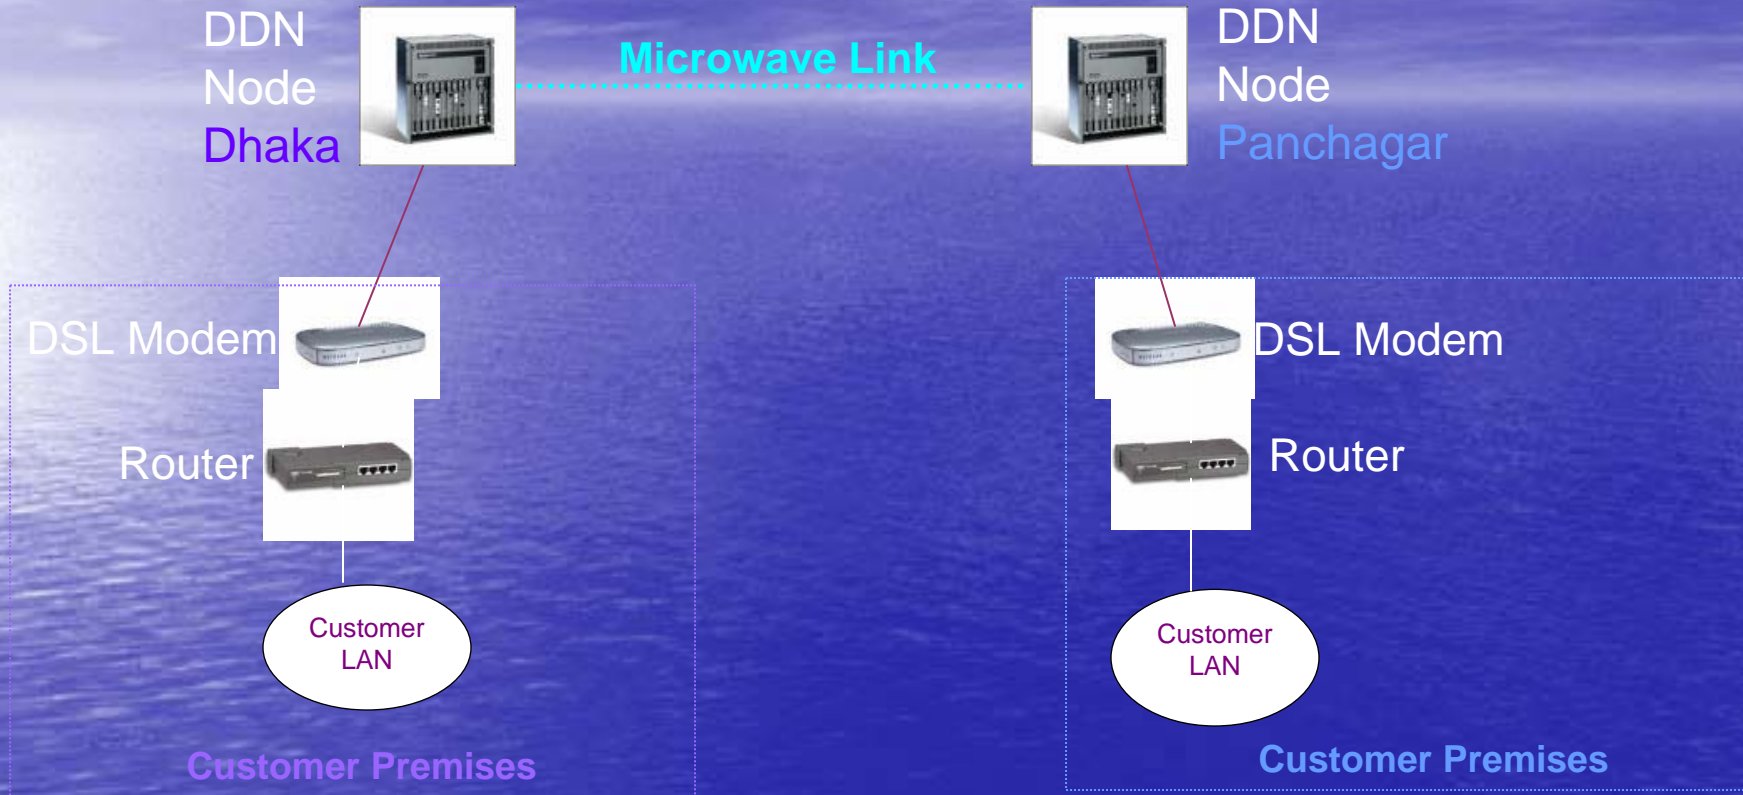 DDN
Node
Dhaka
Microwave Link
DDN
Node
Panchagar
DSL Modem
Router
Customer
LAN
Customer Premises
DSL Modem
Router
Customer
LAN
Customer Premises